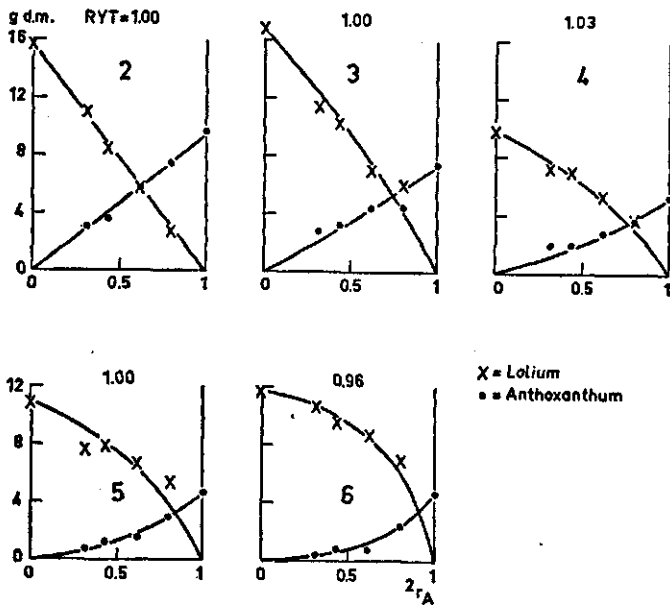 g d.m. RYT=1.00 1.00 1.03
16
12
8
4
0
2 3 4
0 0.5 1 0 0.5 1 0 0.5 1
1.00 0.96
12
8
4
0
5 6
0 0.5 1 0 0.5 1
2rA
X = Lolium
• = Anthoxanthum